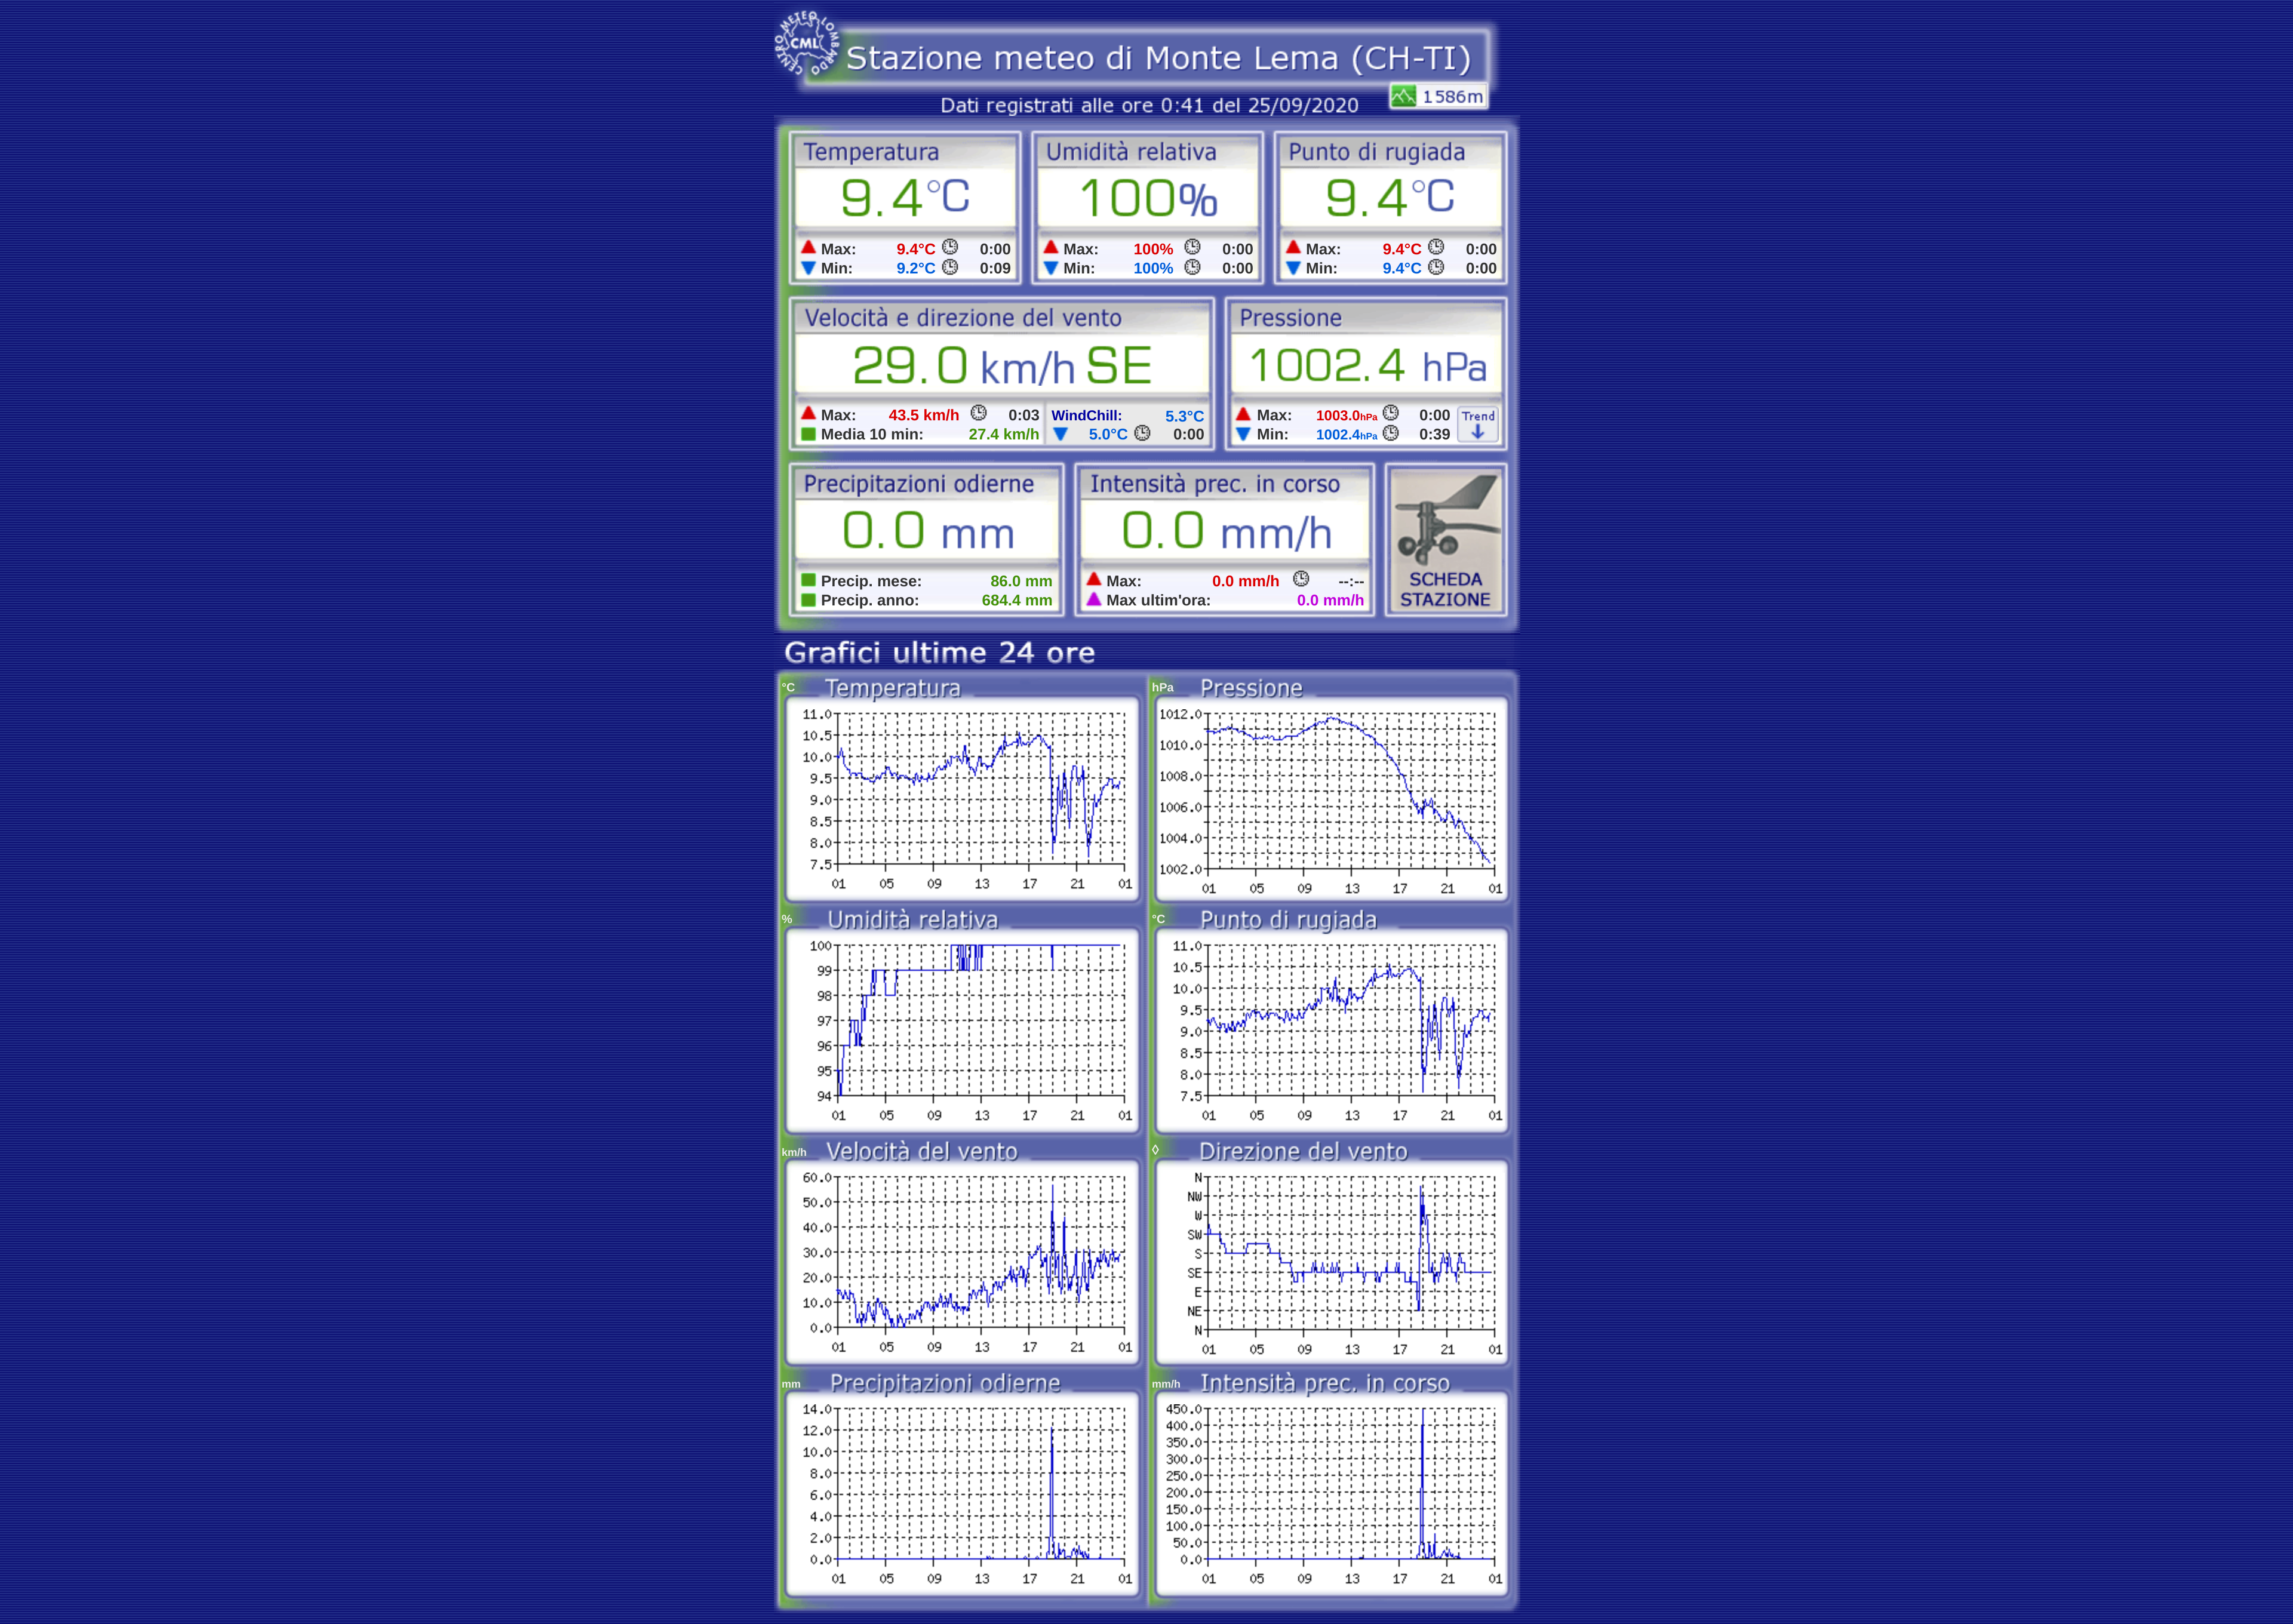 CENTRO METEO LOMBARDO
CML
Stazione meteo di Monte Lema (CH-TI)
1586m
Dati registrati alle ore 0:41 del 25/09/2020
Temperatura
9.4°C
Max: 9.4°C 0:00
Min: 9.2°C 0:09
Umidità relativa
100%
Max: 100% 0:00
Min: 100% 0:00
Punto di rugiada
9.4°C
Max: 9.4°C 0:00
Min: 9.4°C 0:00
Velocità e direzione del vento
29.0 km/h SE
Max: 43.5 km/h 0:03
Media 10 min: 27.4 km/h
WindChill: 5.3°C
5.0°C 0:00
Pressione
1002.4 hPa
Max: 1003.0hPa 0:00
Min: 1002.4hPa 0:39
Trend
Precipitazioni odierne
0.0 mm
Precip. mese: 86.0 mm
Precip. anno: 684.4 mm
Intensità prec. in corso
0.0 mm/h
Max: 0.0 mm/h --:--
Max ultim'ora: 0.0 mm/h
SCHEDA
STAZIONE
Grafici ultime 24 ore
°C Temperatura
11.0
10.5
10.0
9.5
9.0
8.5
8.0
7.5
01 05 09 13 17 21 01
hPa Pressione
1012.0
1010.0
1008.0
1006.0
1004.0
1002.0
01 05 09 13 17 21 01
% Umidità relativa
100
99
98
97
96
95
94
01 05 09 13 17 21 01
°C Punto di rugiada
11.0
10.5
10.0
9.5
9.0
8.5
8.0
7.5
01 05 09 13 17 21 01
km/h Velocità del vento
60.0
50.0
40.0
30.0
20.0
10.0
0.0
01 05 09 13 17 21 01
◊ Direzione del vento
N
NW
W
SW
S
SE
E
NE
N
01 05 09 13 17 21 01
mm Precipitazioni odierne
14.0
12.0
10.0
8.0
6.0
4.0
2.0
0.0
01 05 09 13 17 21 01
mm/h Intensità prec. in corso
450.0
400.0
350.0
300.0
250.0
200.0
150.0
100.0
50.0
0.0
01 05 09 13 17 21 01